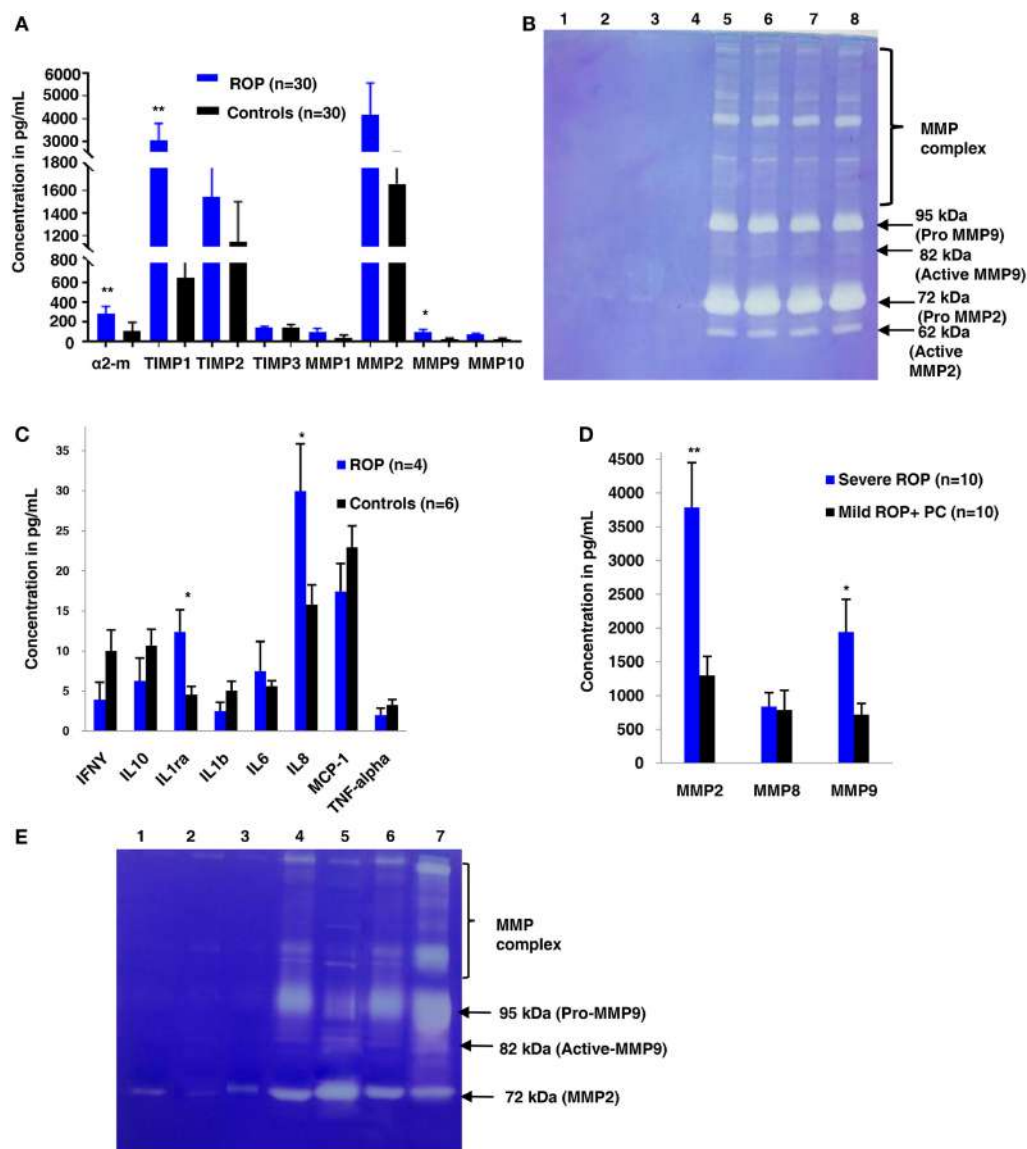 A
6000
5000
4000
3000
1800
1600
1400
1200
800
600
400
200
0
Concentration in pg/mL
**
**
*
ROP (n=30)
Controls (n=30)
α2-m TIMP1 TIMP2 TIMP3 MMP1 MMP2 MMP9 MMP10
B
1 2 3 4 5 6 7 8
MMP
complex
95 kDa
(Pro MMP9)
82 kDa
(Active MMP9)
72 kDa
(Pro MMP2)
62 kDa
(Active
MMP2)
C
35
30
25
20
15
10
5
0
Concentration in pg/mL
*
*
ROP (n=4)
Controls (n=6)
IFNY IL10 IL1ra IL1b IL6 IL8 MCP-1 TNF-alpha
D
4500
4000
3500
3000
2500
2000
1500
1000
500
0
Concentration in pg/mL
**
*
Severe ROP (n=10)
Mild ROP+ PC (n=10)
MMP2 MMP8 MMP9
E
1 2 3 4 5 6 7
MMP
complex
95 kDa (Pro-MMP9)
82 kDa (Active-MMP9)
72 kDa (MMP2)